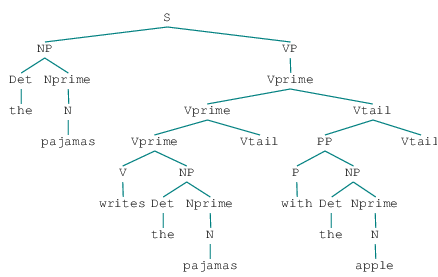 S
NP VP
Det Nprime Vprime
the N Vprime Vtail
pajamas Vprime Vtail PP Vtail
V NP P NP
writes Det Nprime with Det Nprime
the N the N
pajamas apple